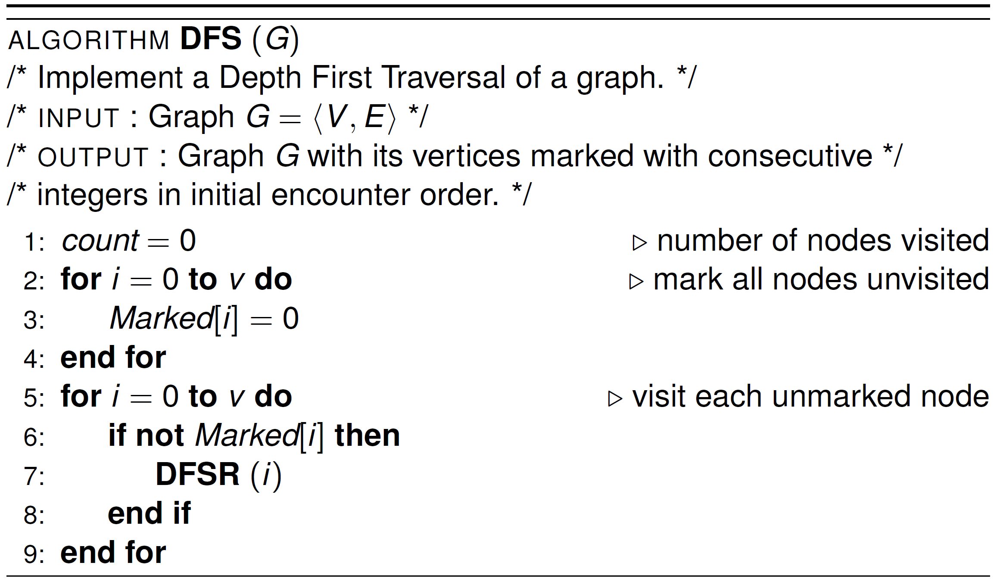 ALGORITHM DFS (G)
/* Implement a Depth First Traversal of a graph. */
/* INPUT : Graph G = ⟨V, E⟩ */
/* OUTPUT : Graph G with its vertices marked with consecutive */
/* integers in initial encounter order. */
1: count = 0 ▷ number of nodes visited
2: for i = 0 to v do ▷ mark all nodes unvisited
3: Marked[i] = 0
4: end for
5: for i = 0 to v do ▷ visit each unmarked node
6: if not Marked[i] then
7: DFSR (i)
8: end if
9: end for